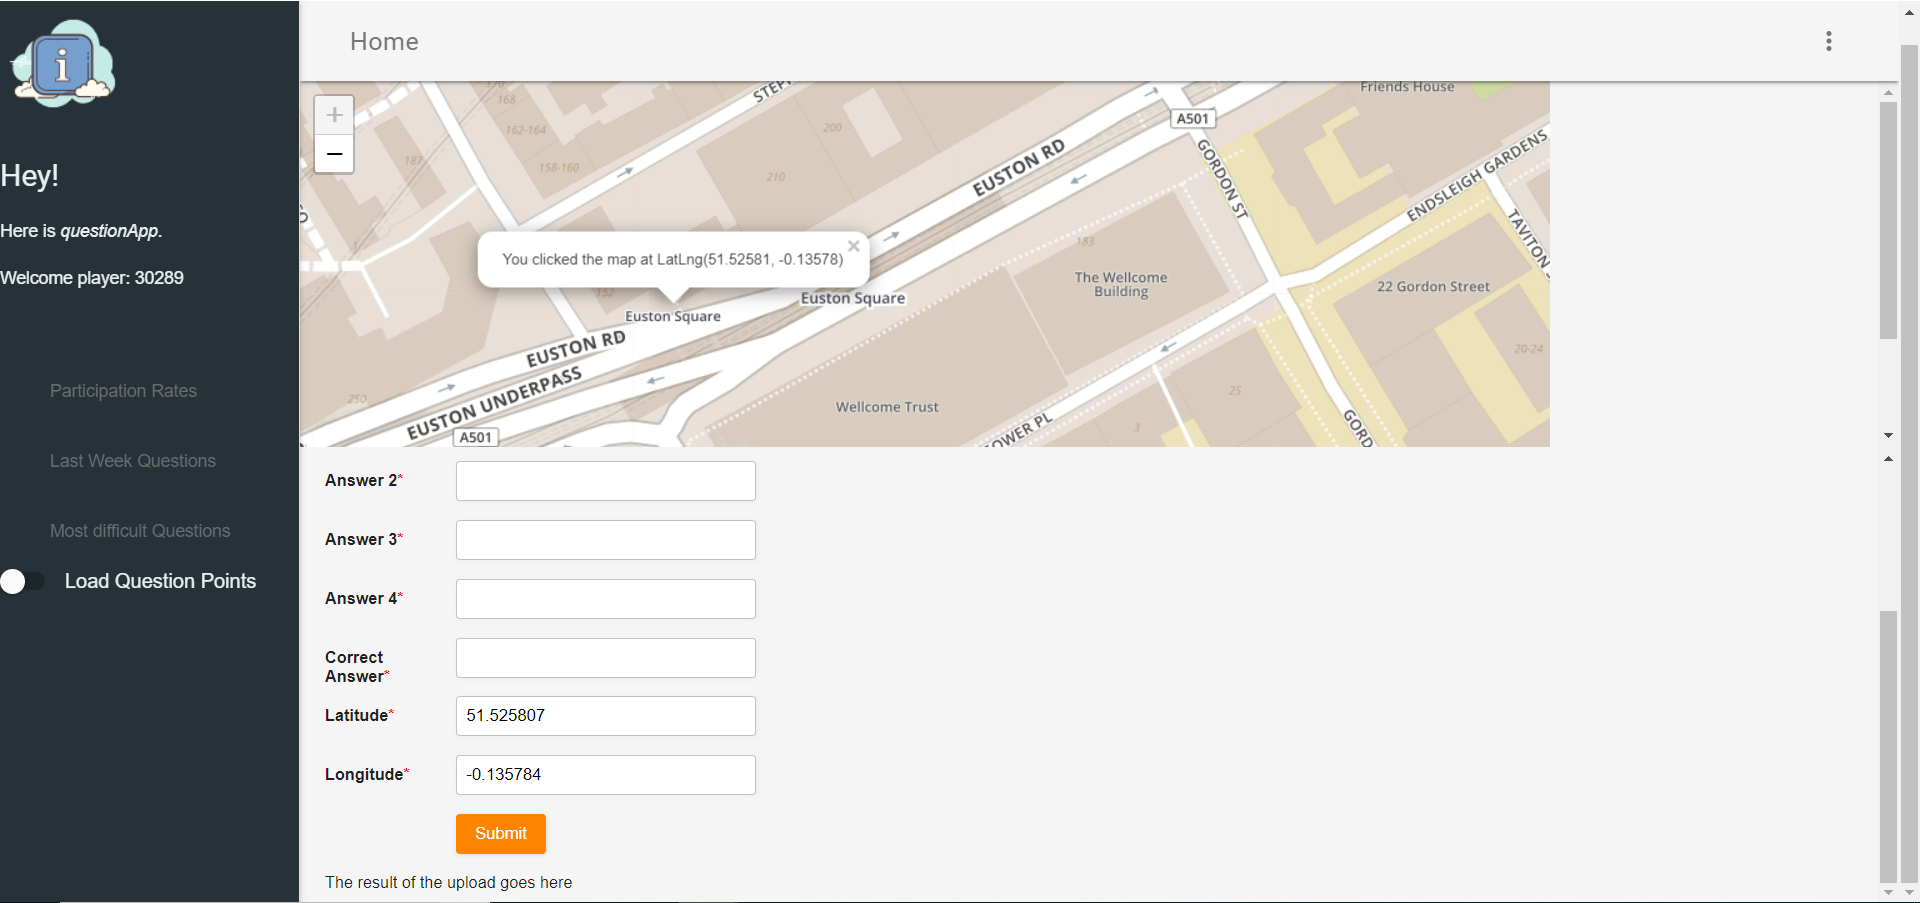 i
Hey!
Here is questionApp.
Welcome player: 30289
Participation Rates
Last Week Questions
Most difficult Questions
Load Question Points
Home
+
−
168
162-164
187
158-160
200
210
A501
Friends House
EUSTON RD
GORDON ST
ENDSLEIGH GARDENS
You clicked the map at LatLng(51.52581, -0.13578)
×
1
152
183
The Wellcome
Building
22 Gordon Street
Euston Square
Euston Square
EUSTON RD
EUSTON UNDERPASS
250
A501
Wellcome Trust
25
20-24
3
OWER PL
GORD
TAVITON S
Answer 2*
Answer 3*
Answer 4*
Correct
Answer*
Latitude*
51.525807
Longitude*
-0.135784
Submit
The result of the upload goes here